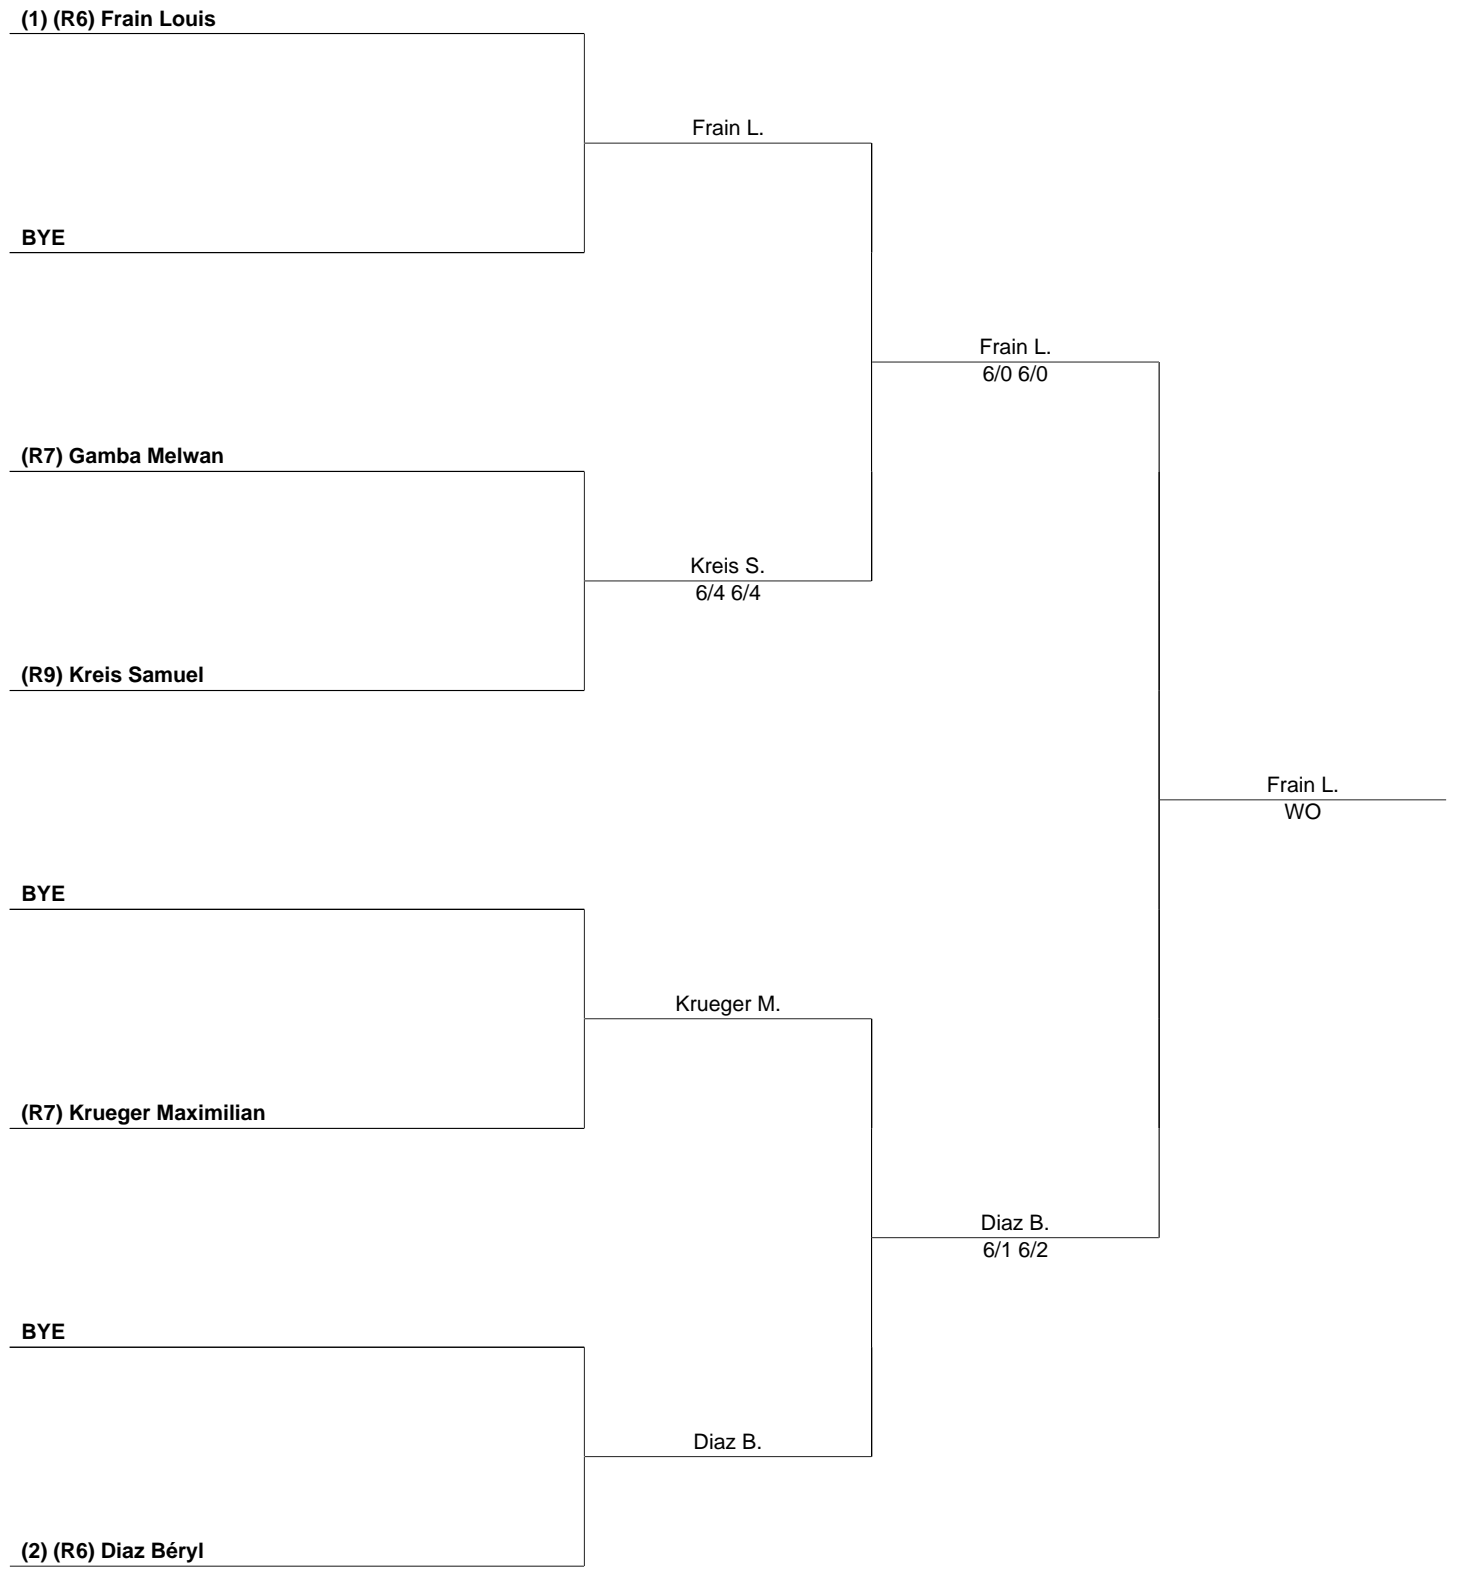 (1) (R6) Frain Louis
Frain L.
BYE
Frain L.
6/0 6/0
(R7) Gamba Melwan
Kreis S.
6/4 6/4
(R9) Kreis Samuel
Frain L.
WO
BYE
Krueger M.
(R7) Krueger Maximilian
Diaz B.
6/1 6/2
BYE
Diaz B.
(2) (R6) Diaz Béryl